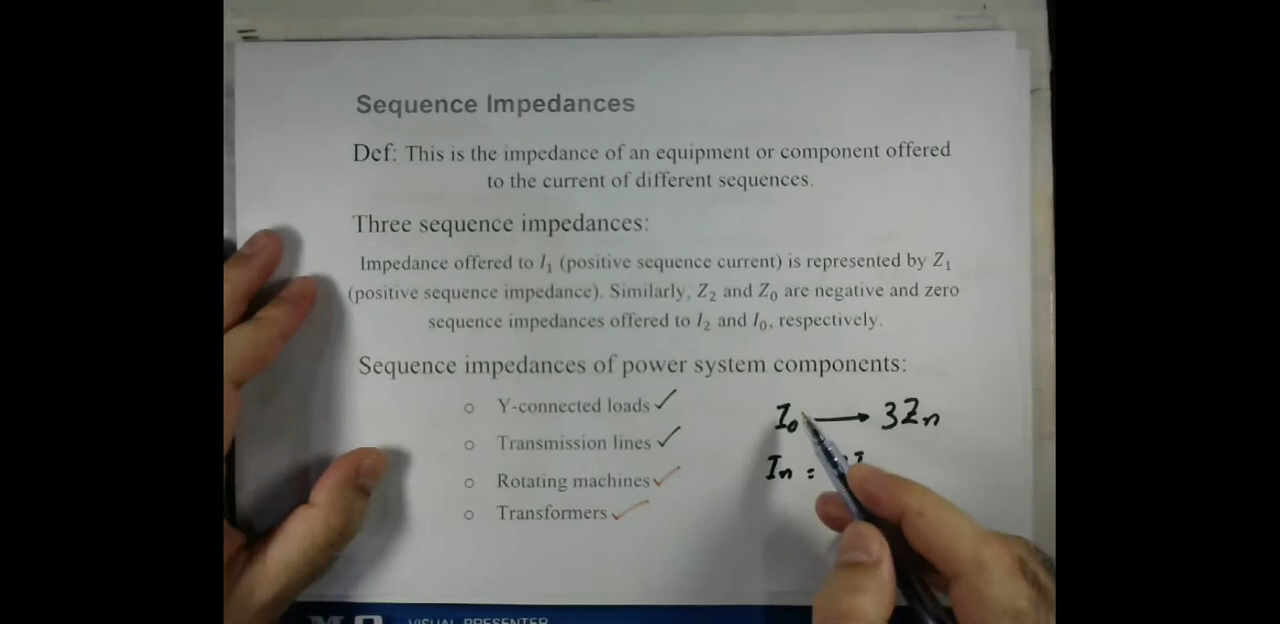 Sequence Impedances
Def: This is the impedance of an equipment or component offered
to the current of different sequences.
Three sequence impedances:
Impedance offered to I₁ (positive sequence current) is represented by Z₁
(positive sequence impedance). Similarly, Z₂ and Z₀ are negative and zero
sequence impedances offered to I₂ and I₀, respectively.
Sequence impedances of power system components:
○ Y-connected loads ✓
○ Transmission lines ✓
○ Rotating machines ✓
○ Transformers ✓
I₀ → 3Zₙ
Iₙ =
VISUAL PRESENTER